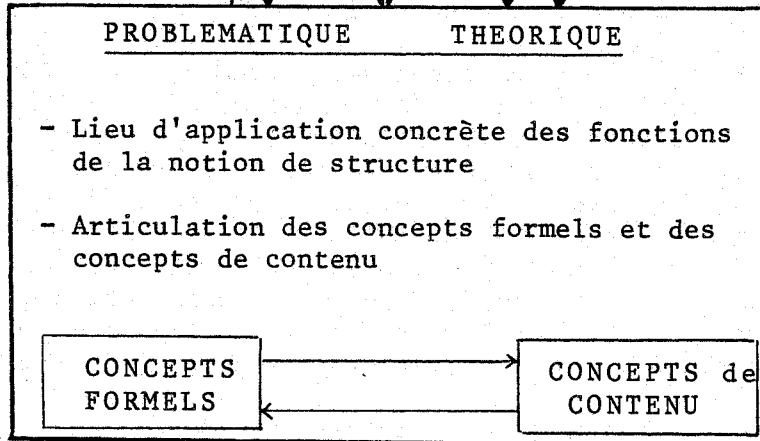 PROBLEMATIQUE THEORIQUE
- Lieu d'application concrète des fonctions
de la notion de structure
- Articulation des concepts formels et des
concepts de contenu
CONCEPTS
FORMELS
CONCEPTS de
CONTENU